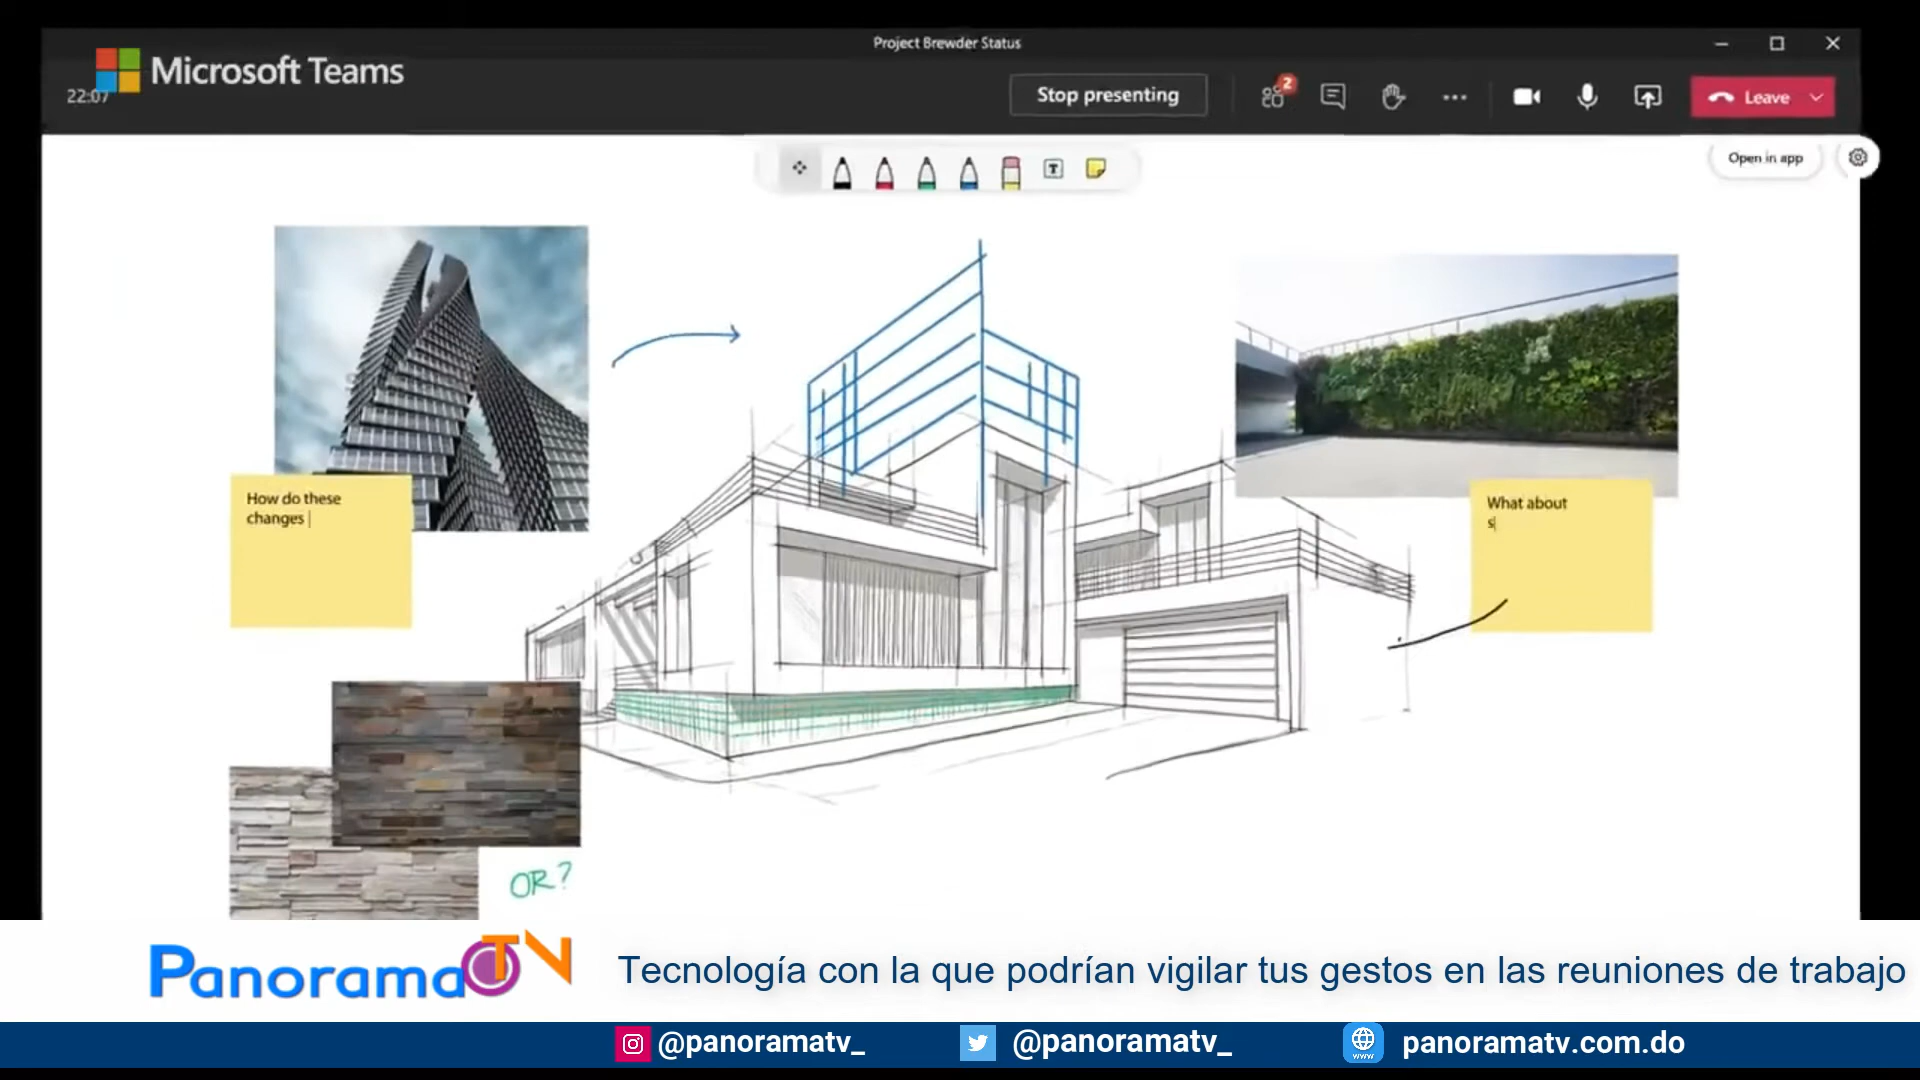 Project Brewder Status
Microsoft Teams
22:07
Stop presenting
2
Leave
Open in app
T
How do these
changes
What about
s
OR?
PanoramaTV
Tecnología con la que podrían vigilar tus gestos en las reuniones de trabajo
@panoramatv_
@panoramatv_
www
panoramatv.com.do